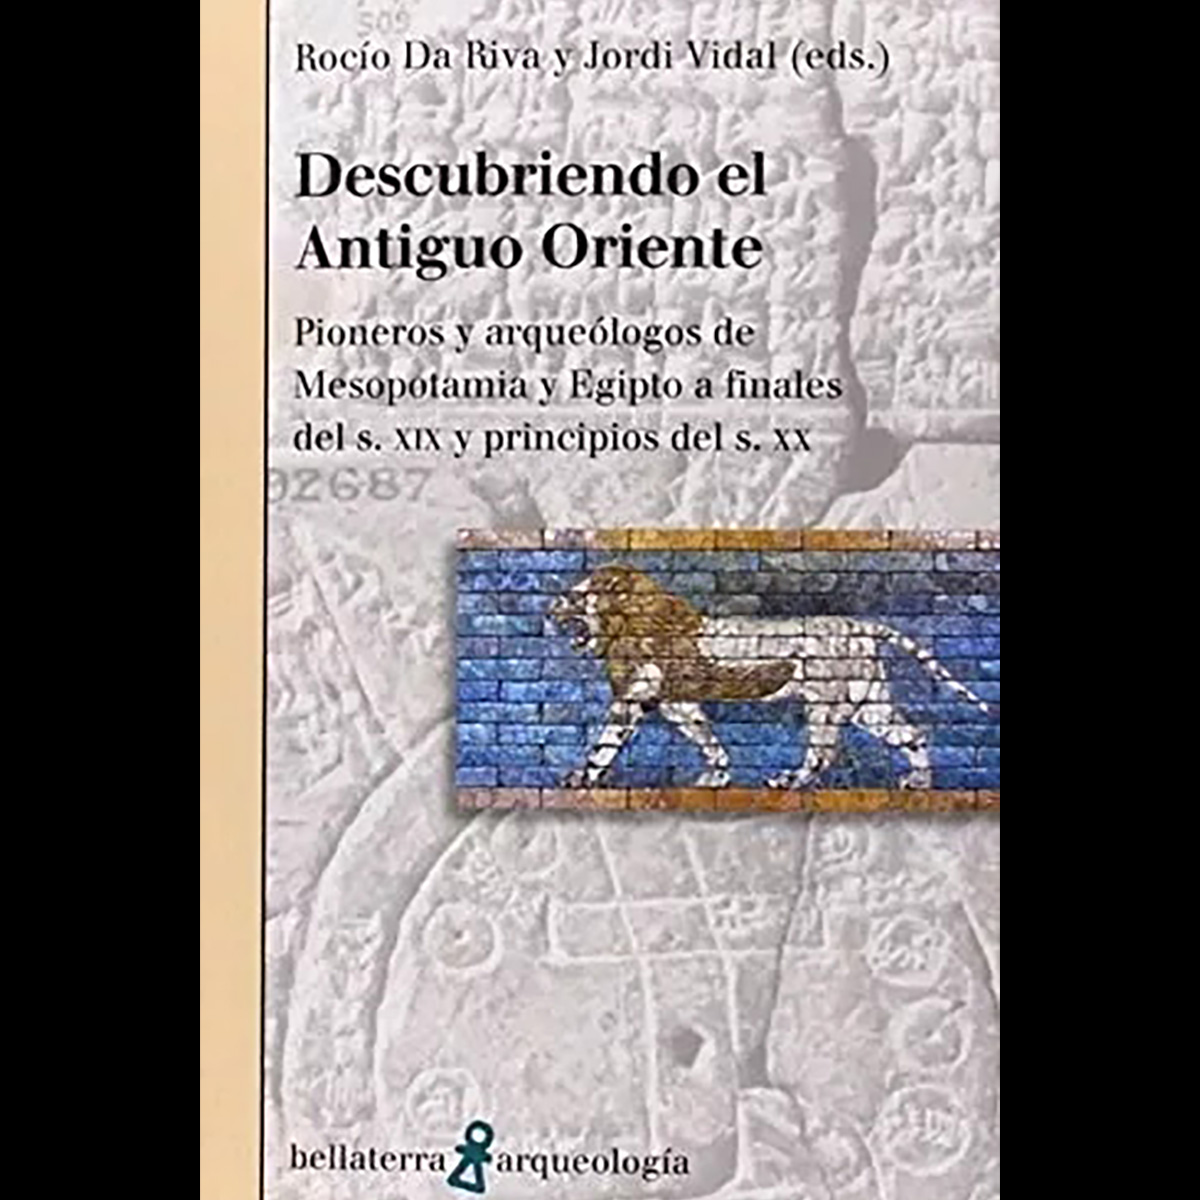 509
Rocío Da Riva y Jordi Vidal (eds.)
Descubriendo el
Antiguo Oriente
Pioneros y arqueólogos de
Mesopotamia y Egipto a finales
del s. XIX y principios del s. XX
92687
bellaterra arqueología